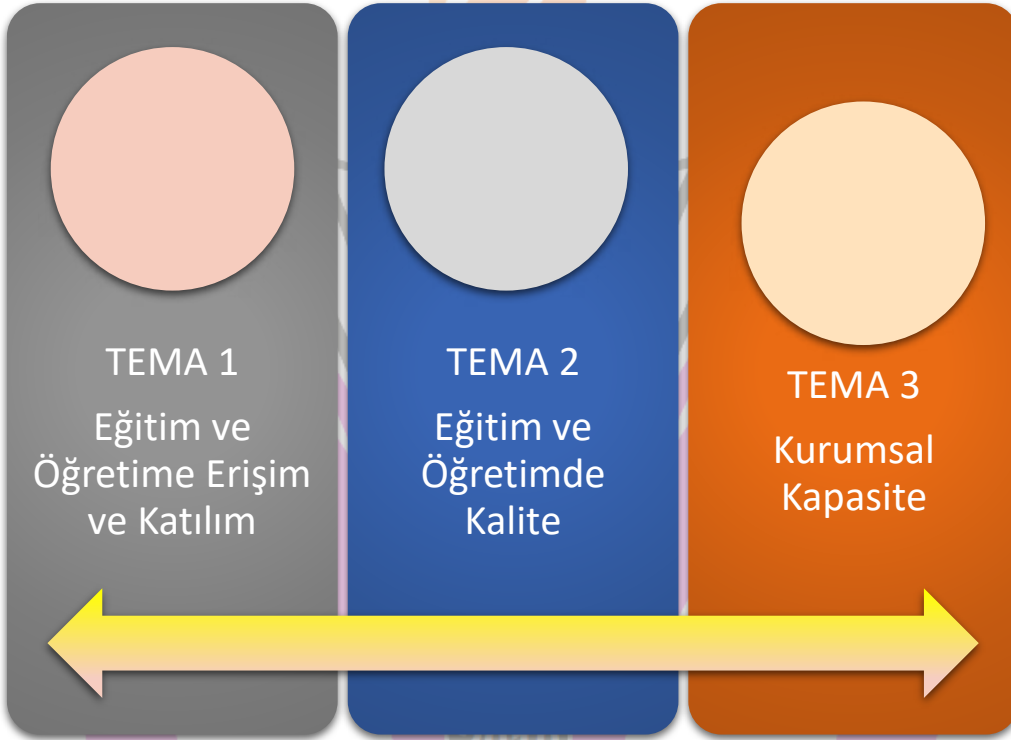 TEMA 1
Eğitim ve
Öğretime Erişim
ve Katılım
TEMA 2
Eğitim ve
Öğretimde
Kalite
TEMA 3
Kurumsal
Kapasite